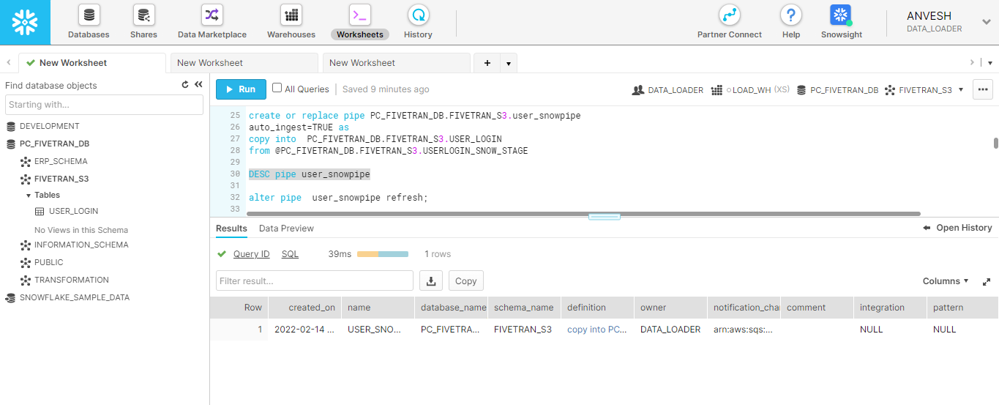 Databases Shares Data Marketplace Warehouses Worksheets History Partner Connect Help Snowsight ANVESH
DATA_LOADER
New Worksheet New Worksheet New Worksheet
Find database objects
Starting with...
DEVELOPMENT
PC_FIVETRAN_DB
ERP_SCHEMA
FIVETRAN_S3
Tables
USER_LOGIN
No Views in this Schema
INFORMATION_SCHEMA
PUBLIC
TRANSFORMATION
SNOWFLAKE_SAMPLE_DATA
Run All Queries Saved 9 minutes ago DATA_LOADER LOAD_WH (XS) PC_FIVETRAN_DB FIVETRAN_S3
25 create or replace pipe PC_FIVETRAN_DB.FIVETRAN_S3.user_snowpipe
26 auto_ingest=TRUE as
27 copy into PC_FIVETRAN_DB.FIVETRAN_S3.USER_LOGIN
28 from @PC_FIVETRAN_DB.FIVETRAN_S3.USERLOGIN_SNOW_STAGE
29
30 DESC pipe user_snowpipe
31
32 alter pipe user_snowpipe refresh;
33
Results Data Preview Open History
Query ID SQL 39ms 1 rows
Filter result... Copy Columns
Row created_on name database_name schema_name definition owner notification_cha comment integration pattern
1 2022-02-14 ... USER_SNO... PC_FIVETRA... FIVETRAN_S3 copy into PC... DATA_LOADER arn:aws:sqs:... NULL NULL